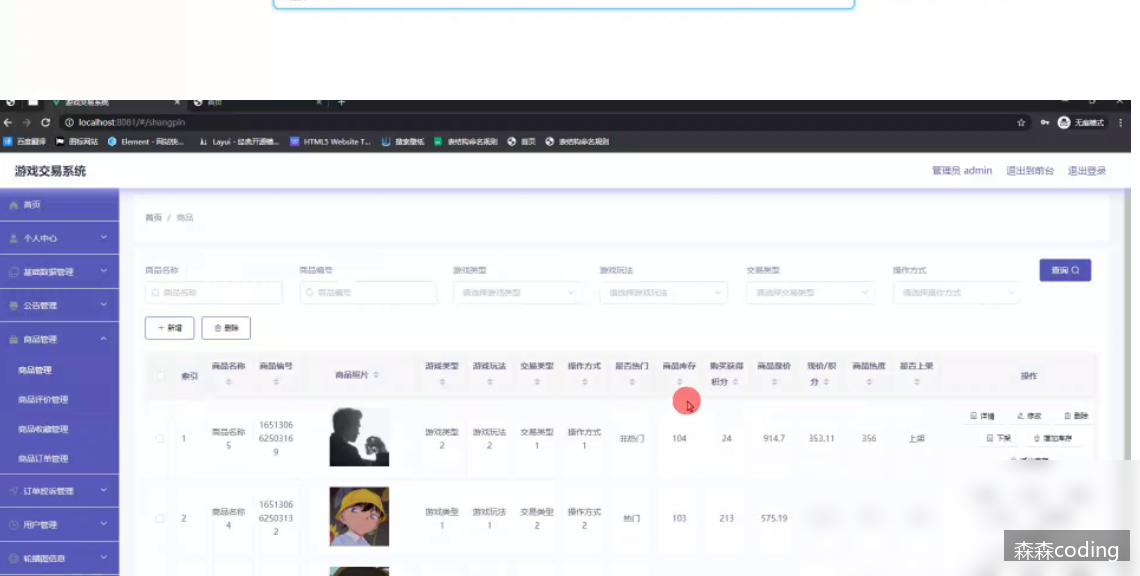 游戏交易系统
首页
localhost:8081/#/shangpin
无痕模式
百度翻译
图标网站
Element - 网站快...
Layui - 经典开源模...
HTML5 Website T...
搜索壁纸
表结构命名规则
首页
表结构命名规则
游戏交易系统
管理员 admin
退出到前台
退出登录
首页
个人中心
基础数据管理
公告管理
商品管理
商品管理
商品评价管理
商品收藏管理
商品订单管理
订单投诉管理
用户管理
轮播图信息
首页 / 商品
商品名称
商品编号
游戏类型
游戏玩法
交易类型
操作方式
商品名称
商品编号
请选择游戏类型
请选择游戏玩法
请选择交易类型
请选择操作方式
查询
+ 新增
删除
索引
商品名称
商品编号
商品照片
游戏类型
游戏玩法
交易类型
操作方式
是否热门
商品库存
购买获得
积分
商品原价
现价/积
分
商品热度
是否上架
操作
1
商品名称
5
1651306
6250316
9
游戏类型
2
游戏玩法
2
交易类型
1
操作方式
1
非热门
104
24
914.7
353.11
356
上架
详情
修改
删除
下架
增加库存
2
商品名称
4
1651306
6250313
2
游戏类型
1
游戏玩法
1
交易类型
2
操作方式
2
热门
103
213
575.19
森森coding